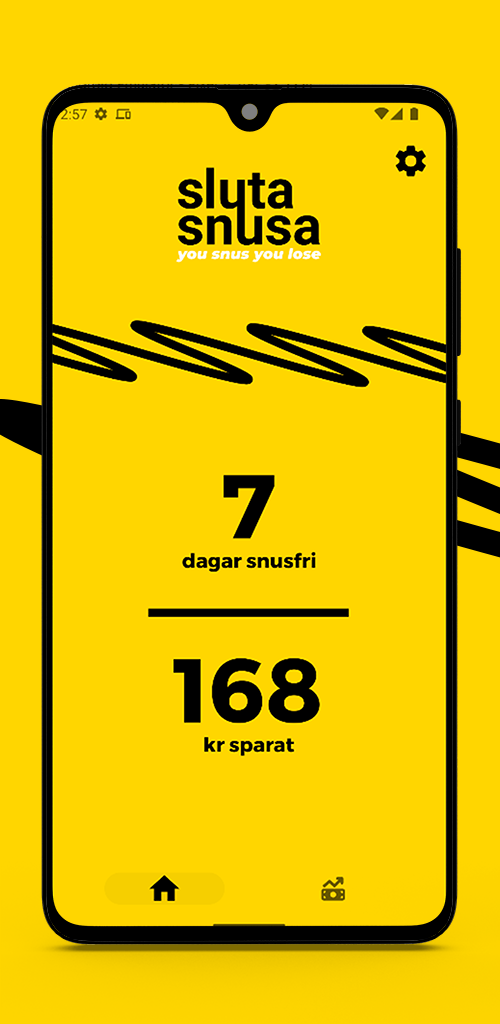 2:57
sluta
snusa
you snus you lose
7
dagar snusfri
168
kr sparat